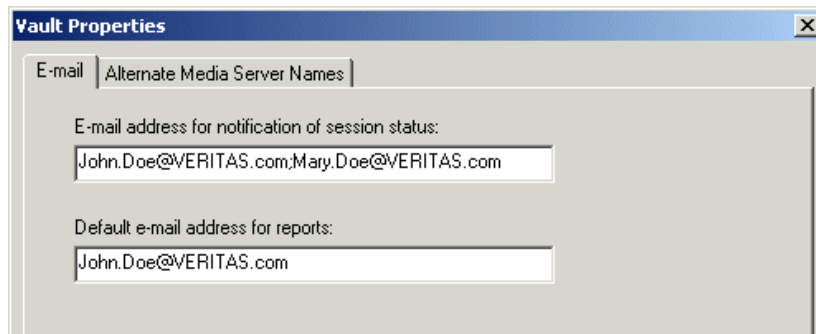 Vault Properties
E-mail
Alternate Media Server Names
E-mail address for notification of session status:
John.Doe@VERITAS.com;Mary.Doe@VERITAS.com
Default e-mail address for reports:
John.Doe@VERITAS.com